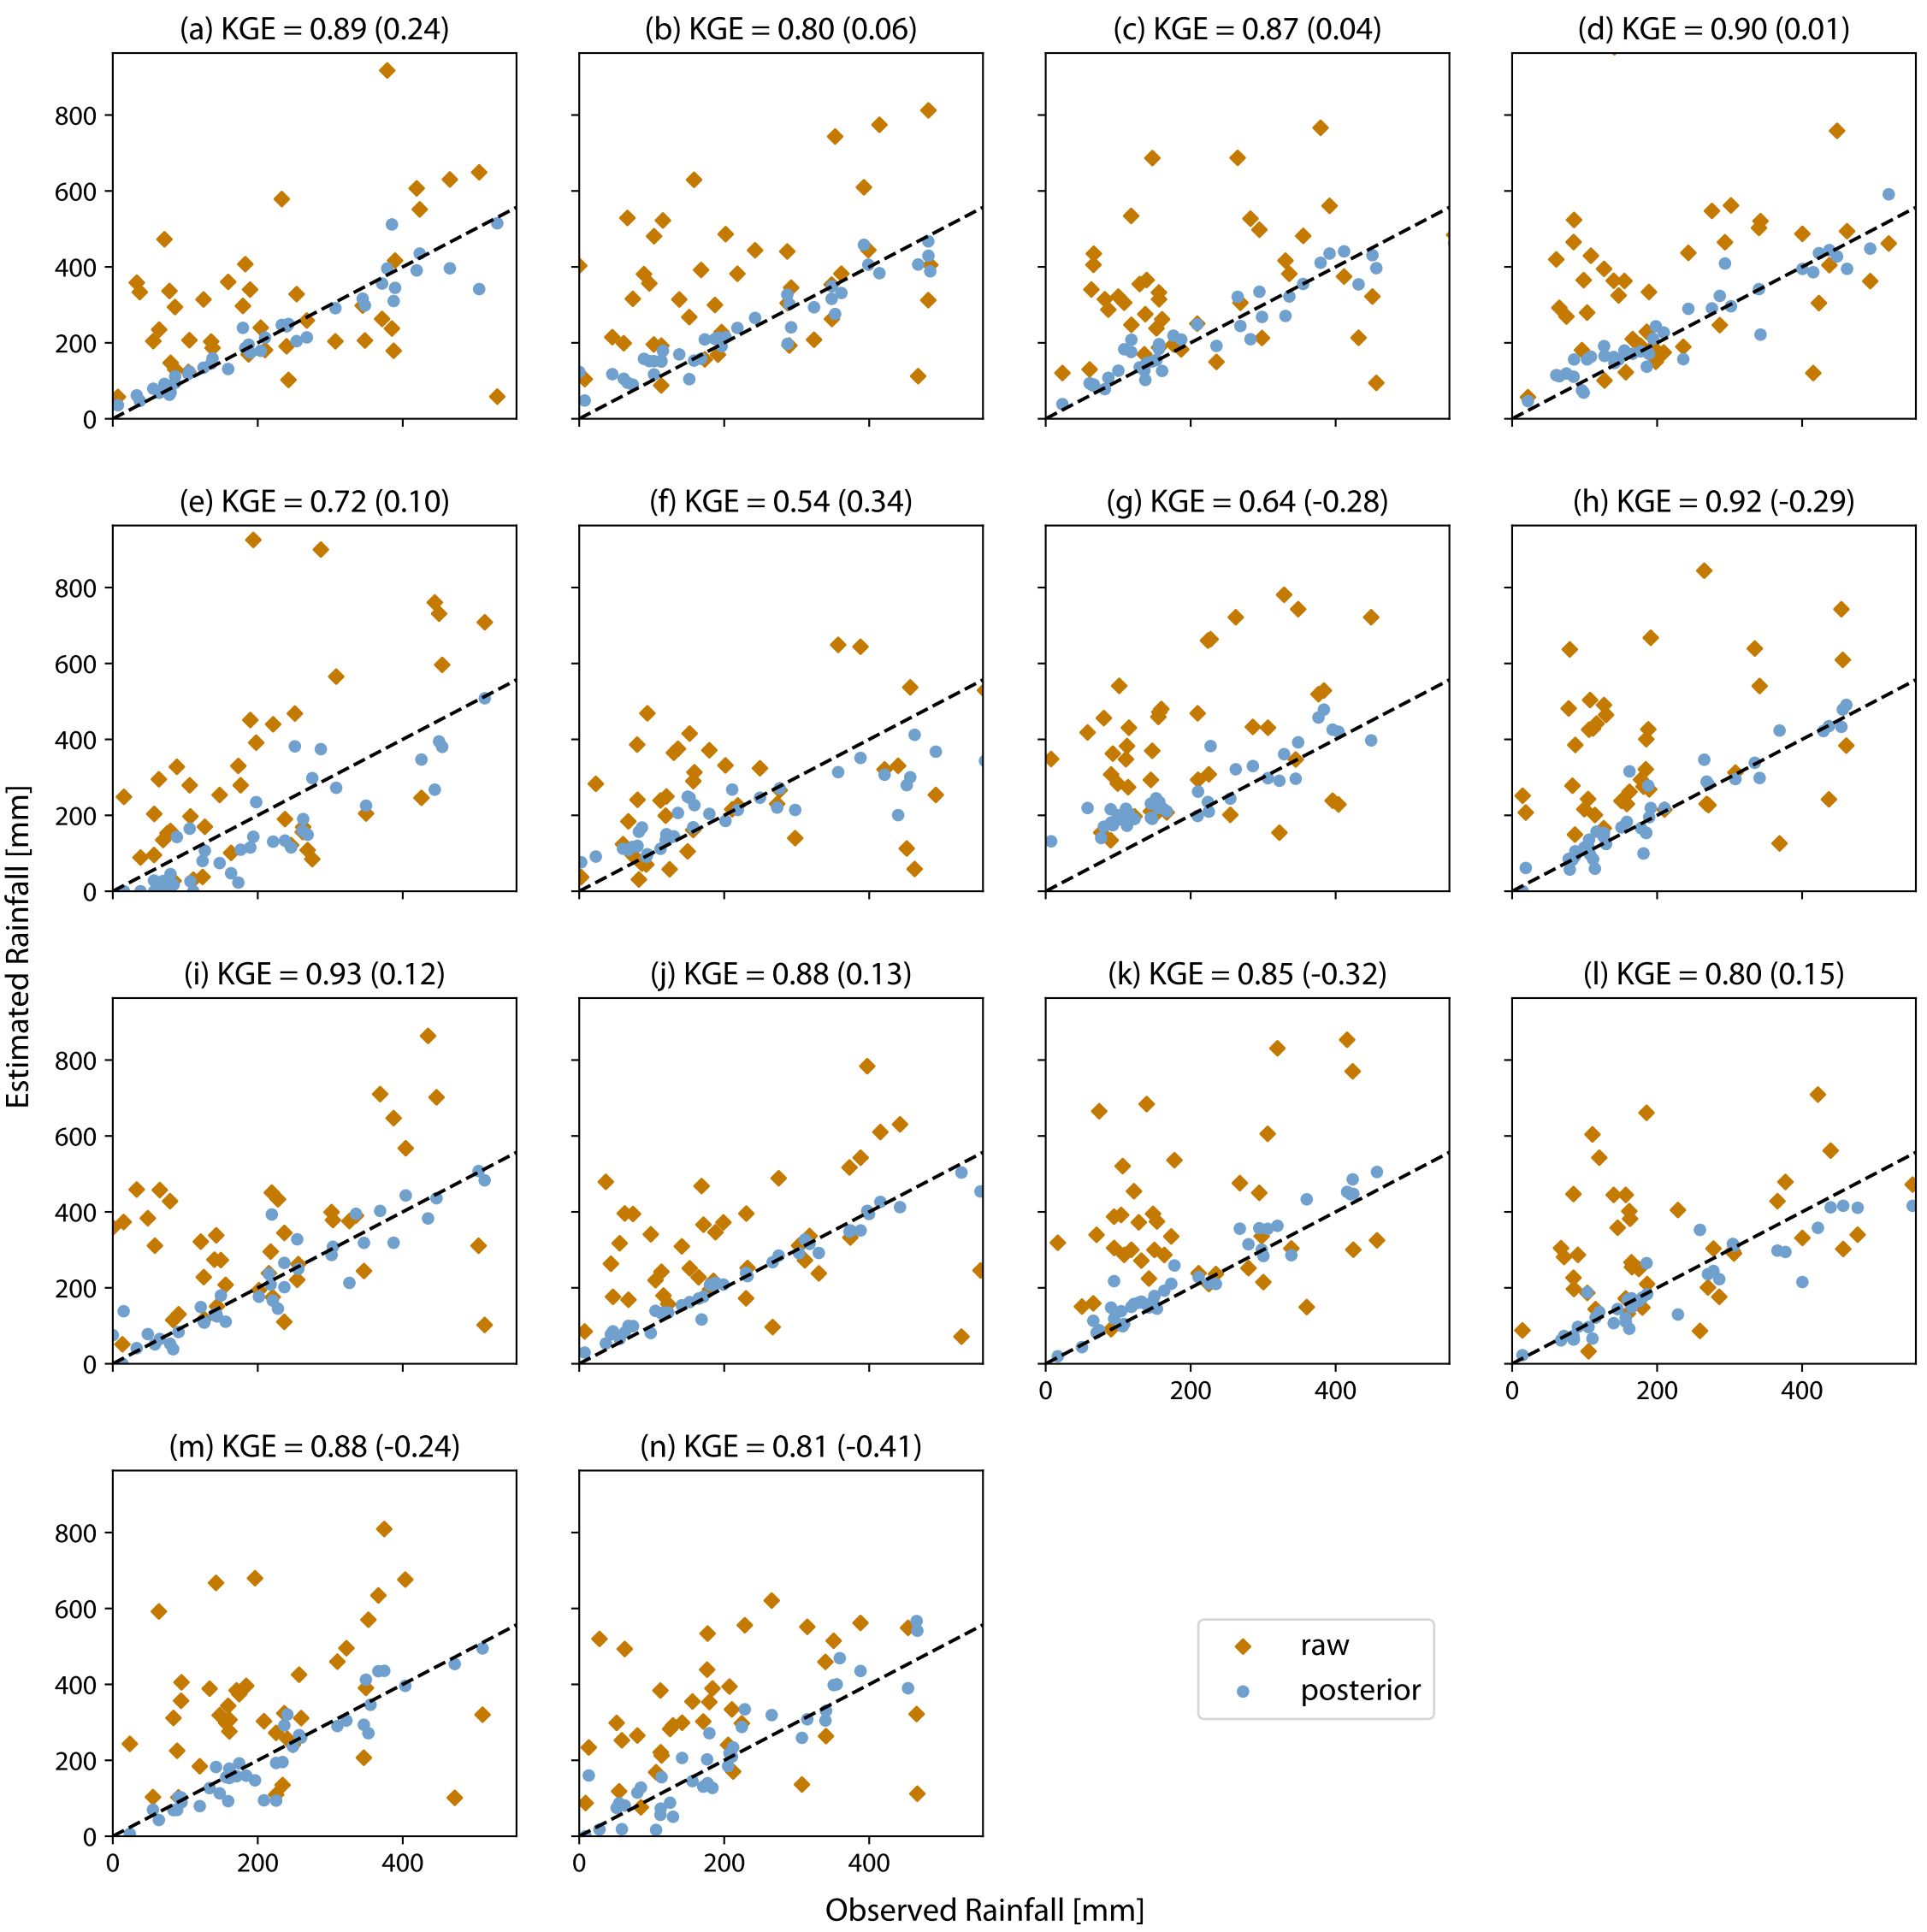 (a) KGE = 0.89 (0.24)
(b) KGE = 0.80 (0.06)
(c) KGE = 0.87 (0.04)
(d) KGE = 0.90 (0.01)
800
600
400
200
0
(e) KGE = 0.72 (0.10)
(f) KGE = 0.54 (0.34)
(g) KGE = 0.64 (-0.28)
(h) KGE = 0.92 (-0.29)
800
600
400
200
0
Estimated Rainfall [mm]
(i) KGE = 0.93 (0.12)
(j) KGE = 0.88 (0.13)
(k) KGE = 0.85 (-0.32)
(l) KGE = 0.80 (0.15)
800
600
400
200
0
0 200 400
0 200 400
(m) KGE = 0.88 (-0.24)
(n) KGE = 0.81 (-0.41)
800
600
400
200
0
0 200 400
0 200 400
raw
posterior
Observed Rainfall [mm]